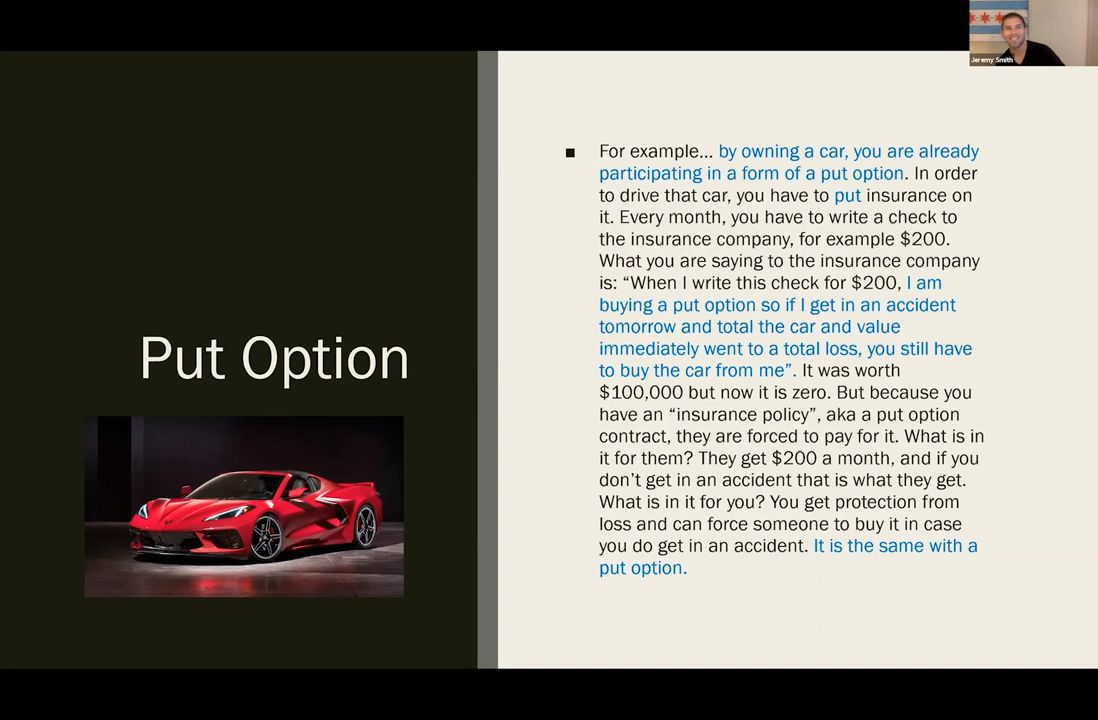 Jeremy Smith
Put Option
■ For example... by owning a car, you are already
participating in a form of a put option. In order
to drive that car, you have to put insurance on
it. Every month, you have to write a check to
the insurance company, for example $200.
What you are saying to the insurance company
is: “When I write this check for $200, I am
buying a put option so if I get in an accident
tomorrow and total the car and value
immediately went to a total loss, you still have
to buy the car from me”. It was worth
$100,000 but now it is zero. But because you
have an “insurance policy”, aka a put option
contract, they are forced to pay for it. What is in
it for them? They get $200 a month, and if you
don’t get in an accident that is what they get.
What is in it for you? You get protection from
loss and can force someone to buy it in case
you do get in an accident. It is the same with a
put option.